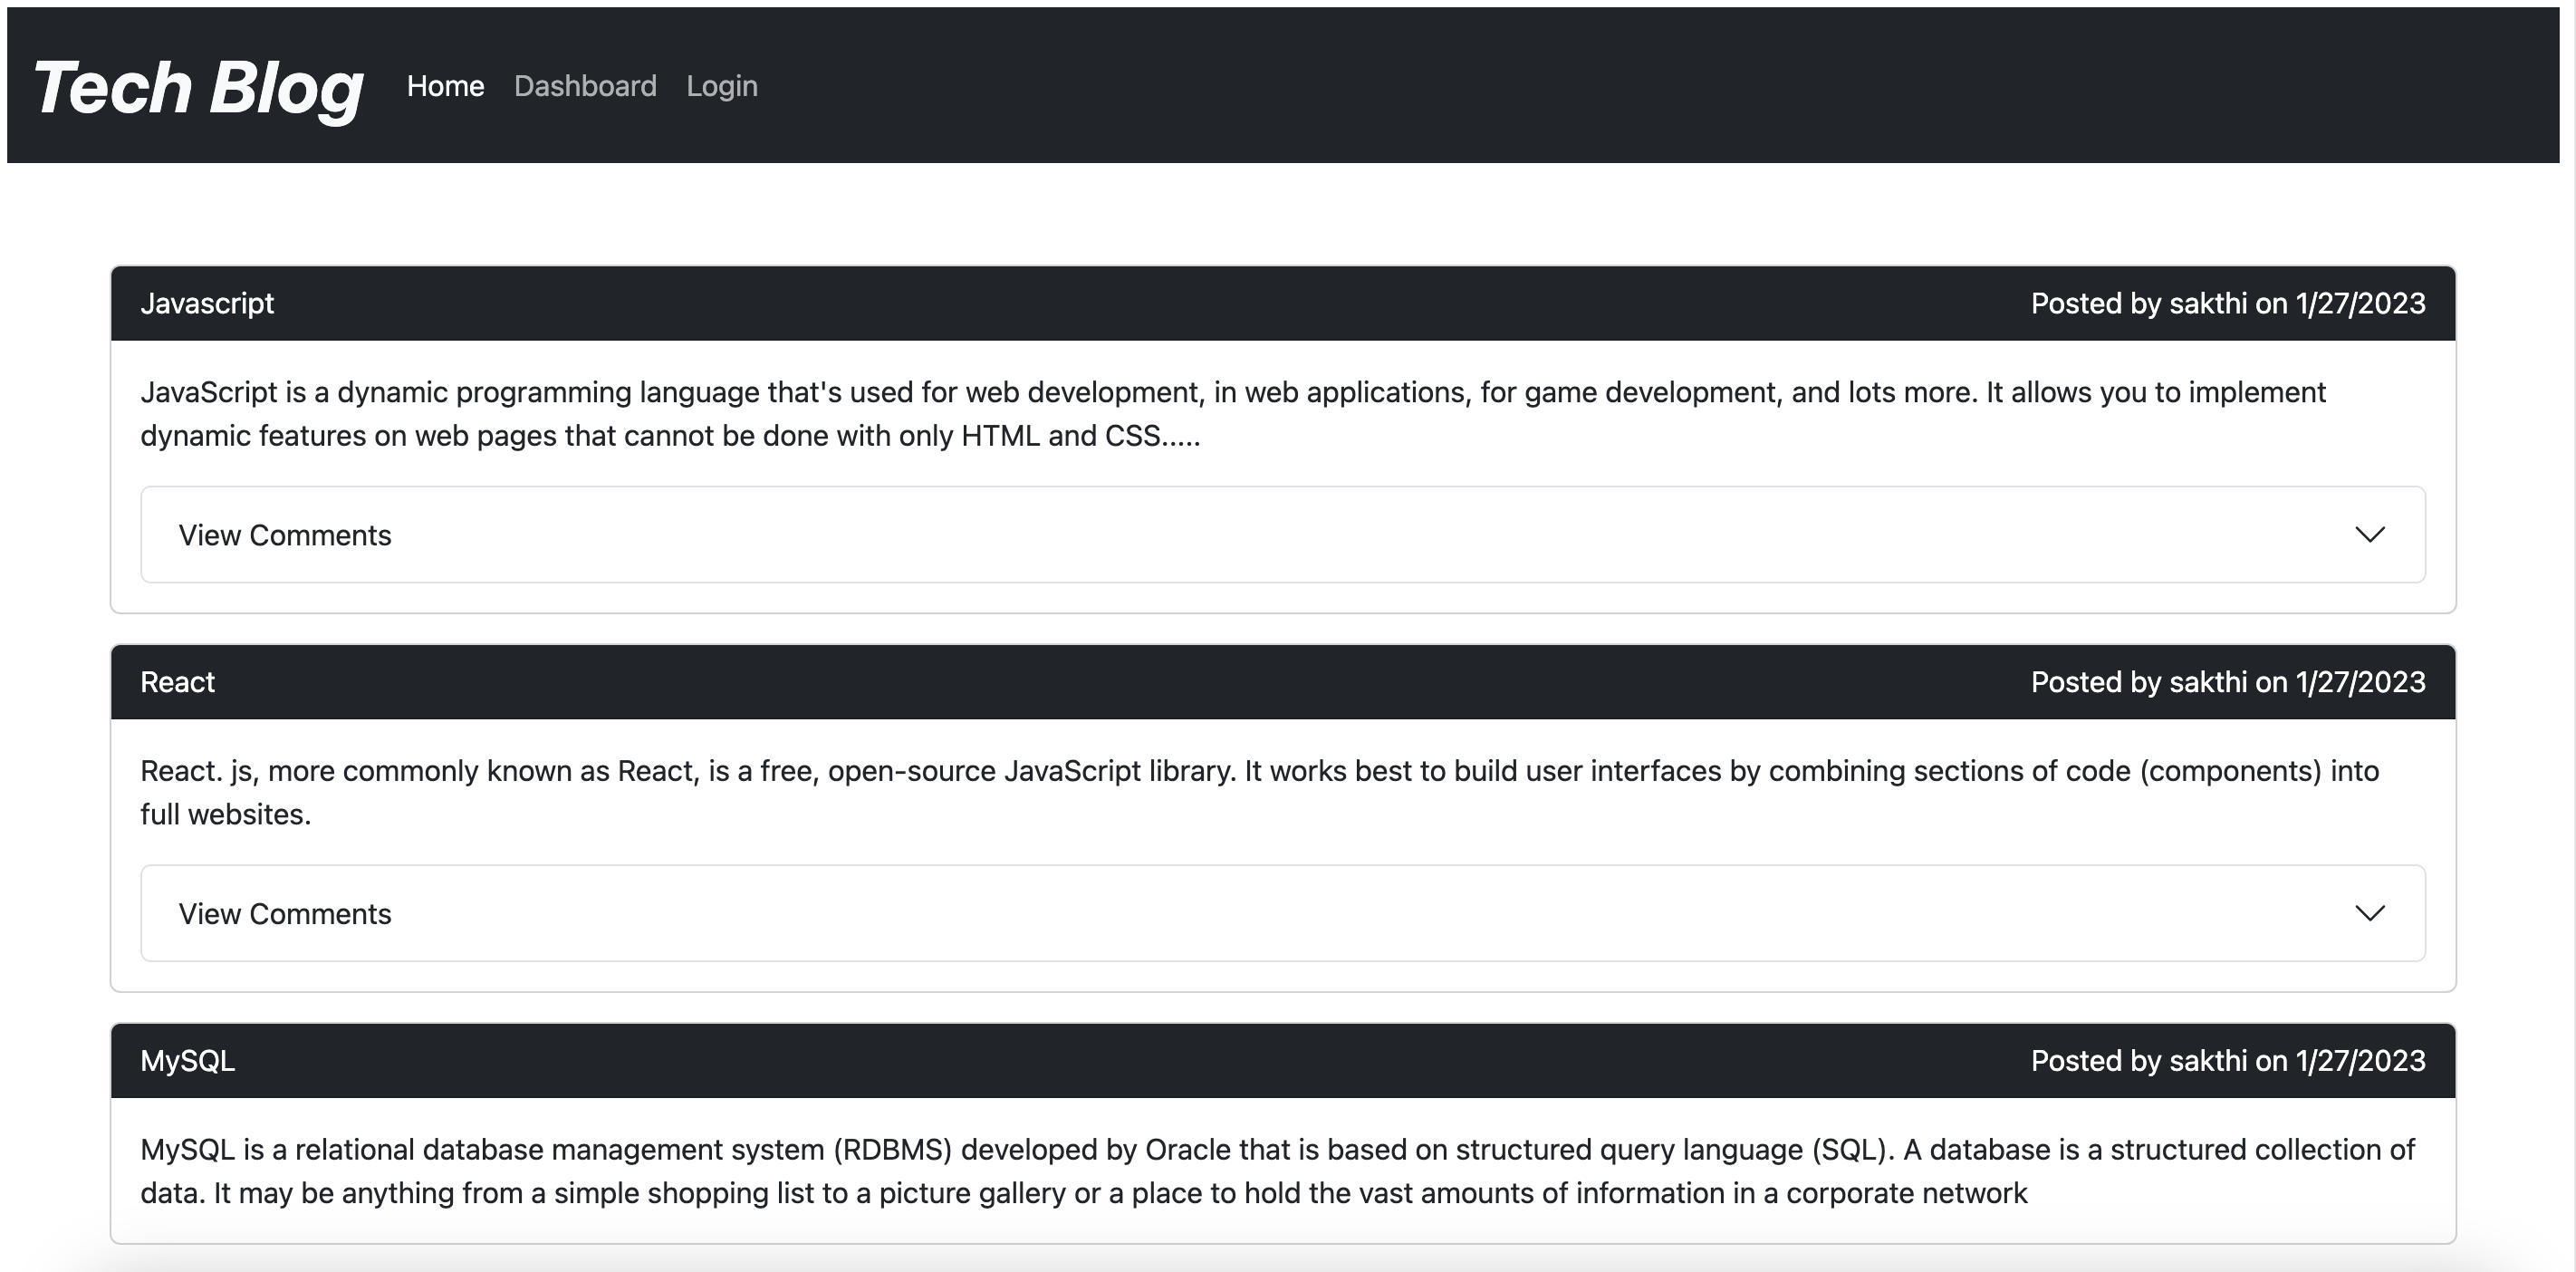 Tech Blog Home Dashboard Login
Javascript Posted by sakthi on 1/27/2023
JavaScript is a dynamic programming language that's used for web development, in web applications, for game development, and lots more. It allows you to implement
dynamic features on web pages that cannot be done with only HTML and CSS.....
View Comments
React Posted by sakthi on 1/27/2023
React. js, more commonly known as React, is a free, open-source JavaScript library. It works best to build user interfaces by combining sections of code (components) into
full websites.
View Comments
MySQL Posted by sakthi on 1/27/2023
MySQL is a relational database management system (RDBMS) developed by Oracle that is based on structured query language (SQL). A database is a structured collection of
data. It may be anything from a simple shopping list to a picture gallery or a place to hold the vast amounts of information in a corporate network